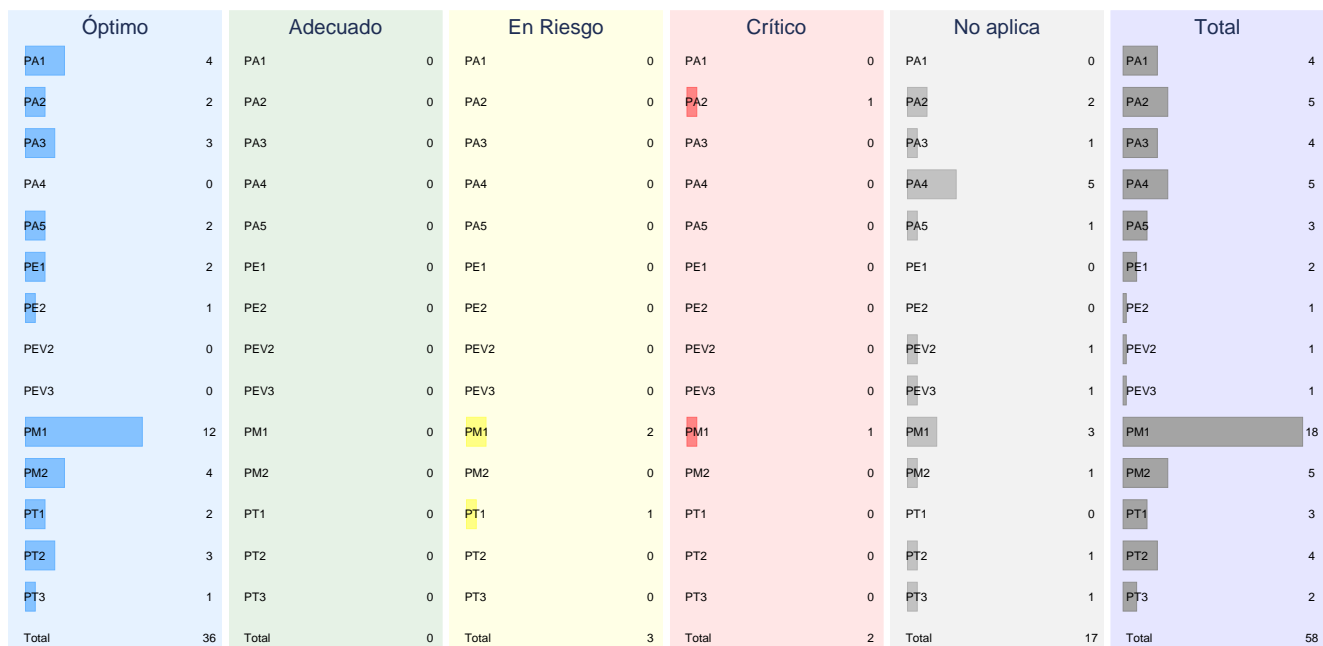 Óptimo Adecuado En Riesgo Crítico No aplica Total
PA1 4 PA1 0 PA1 0 PA1 0 PA1 0 PA1 4
PA2 2 PA2 0 PA2 0 PA2 1 PA2 2 PA2 5
PA3 3 PA3 0 PA3 0 PA3 0 PA3 1 PA3 4
PA4 0 PA4 0 PA4 0 PA4 0 PA4 5 PA4 5
PA5 2 PA5 0 PA5 0 PA5 0 PA5 1 PA5 3
PE1 2 PE1 0 PE1 0 PE1 0 PE1 0 PE1 2
PE2 1 PE2 0 PE2 0 PE2 0 PE2 0 PE2 1
PEV2 0 PEV2 0 PEV2 0 PEV2 0 PEV2 1 PEV2 1
PEV3 0 PEV3 0 PEV3 0 PEV3 0 PEV3 1 PEV3 1
PM1 12 PM1 0 PM1 2 PM1 1 PM1 3 PM1 18
PM2 4 PM2 0 PM2 0 PM2 0 PM2 1 PM2 5
PT1 2 PT1 0 PT1 1 PT1 0 PT1 0 PT1 3
PT2 3 PT2 0 PT2 0 PT2 0 PT2 1 PT2 4
PT3 1 PT3 0 PT3 0 PT3 0 PT3 1 PT3 2
Total 36 Total 0 Total 3 Total 2 Total 17 Total 58